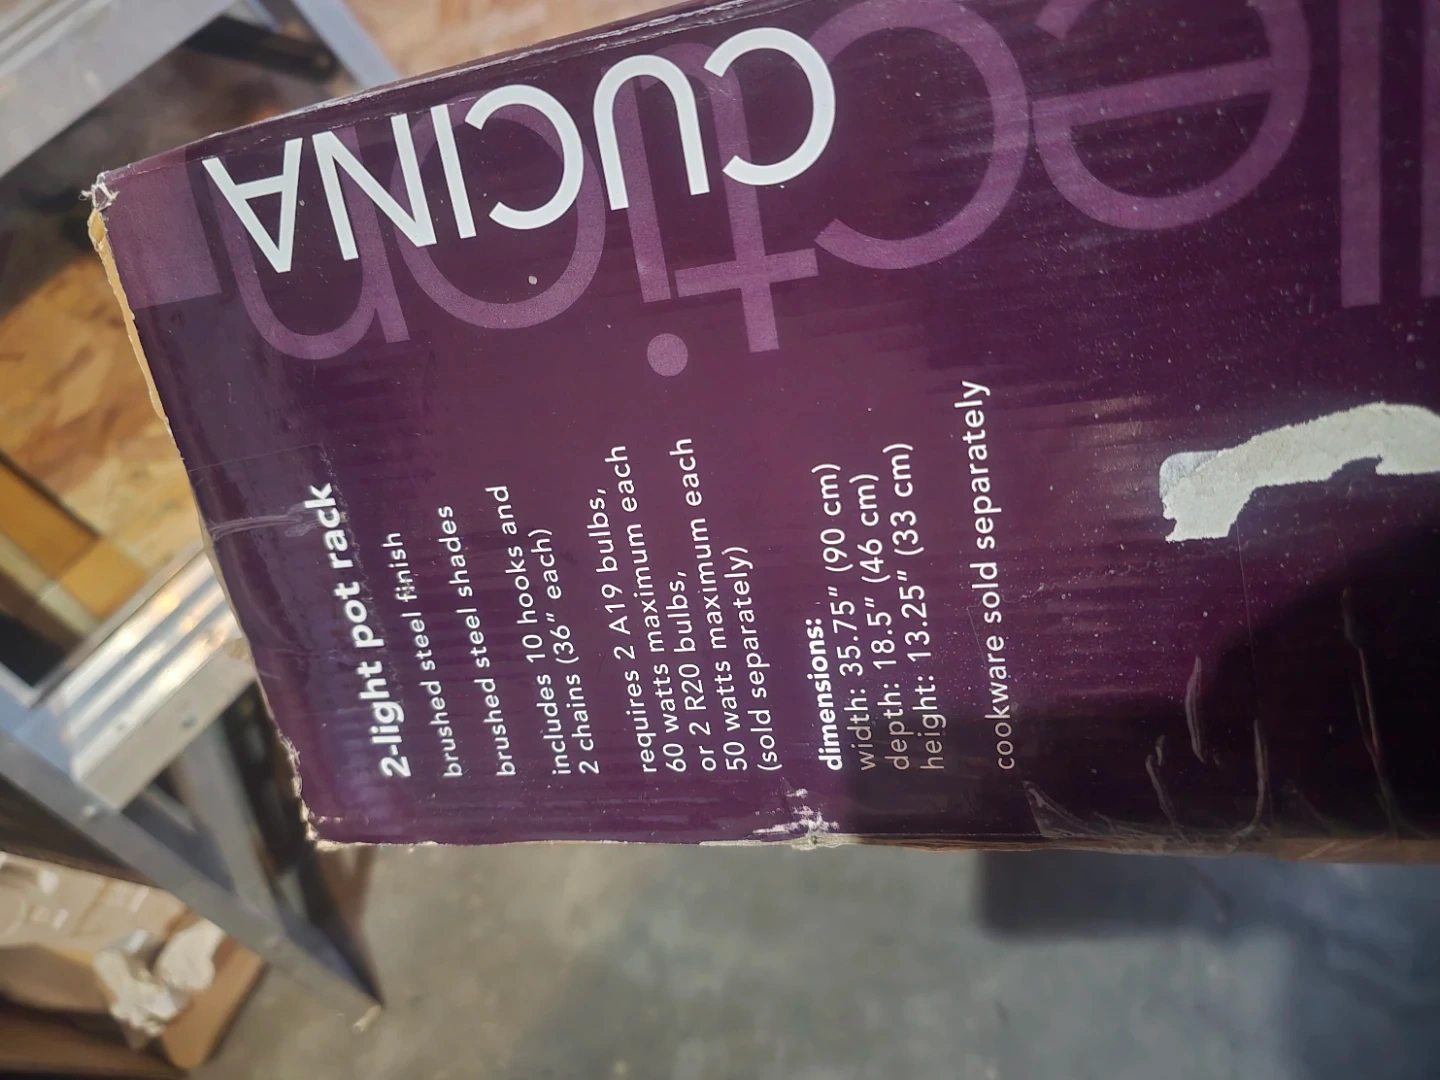 CUCINA
collection
2-light pot rack
brushed steel finish
brushed steel shades
includes 10 hooks and
2 chains (36" each)
requires 2 A19 bulbs,
60 watts maximum each
or 2 R20 bulbs,
50 watts maximum each
(sold separately)
dimensions:
width: 35.75" (90 cm)
depth: 18.5" (46 cm)
height: 13.25" (33 cm)
cookware sold separately